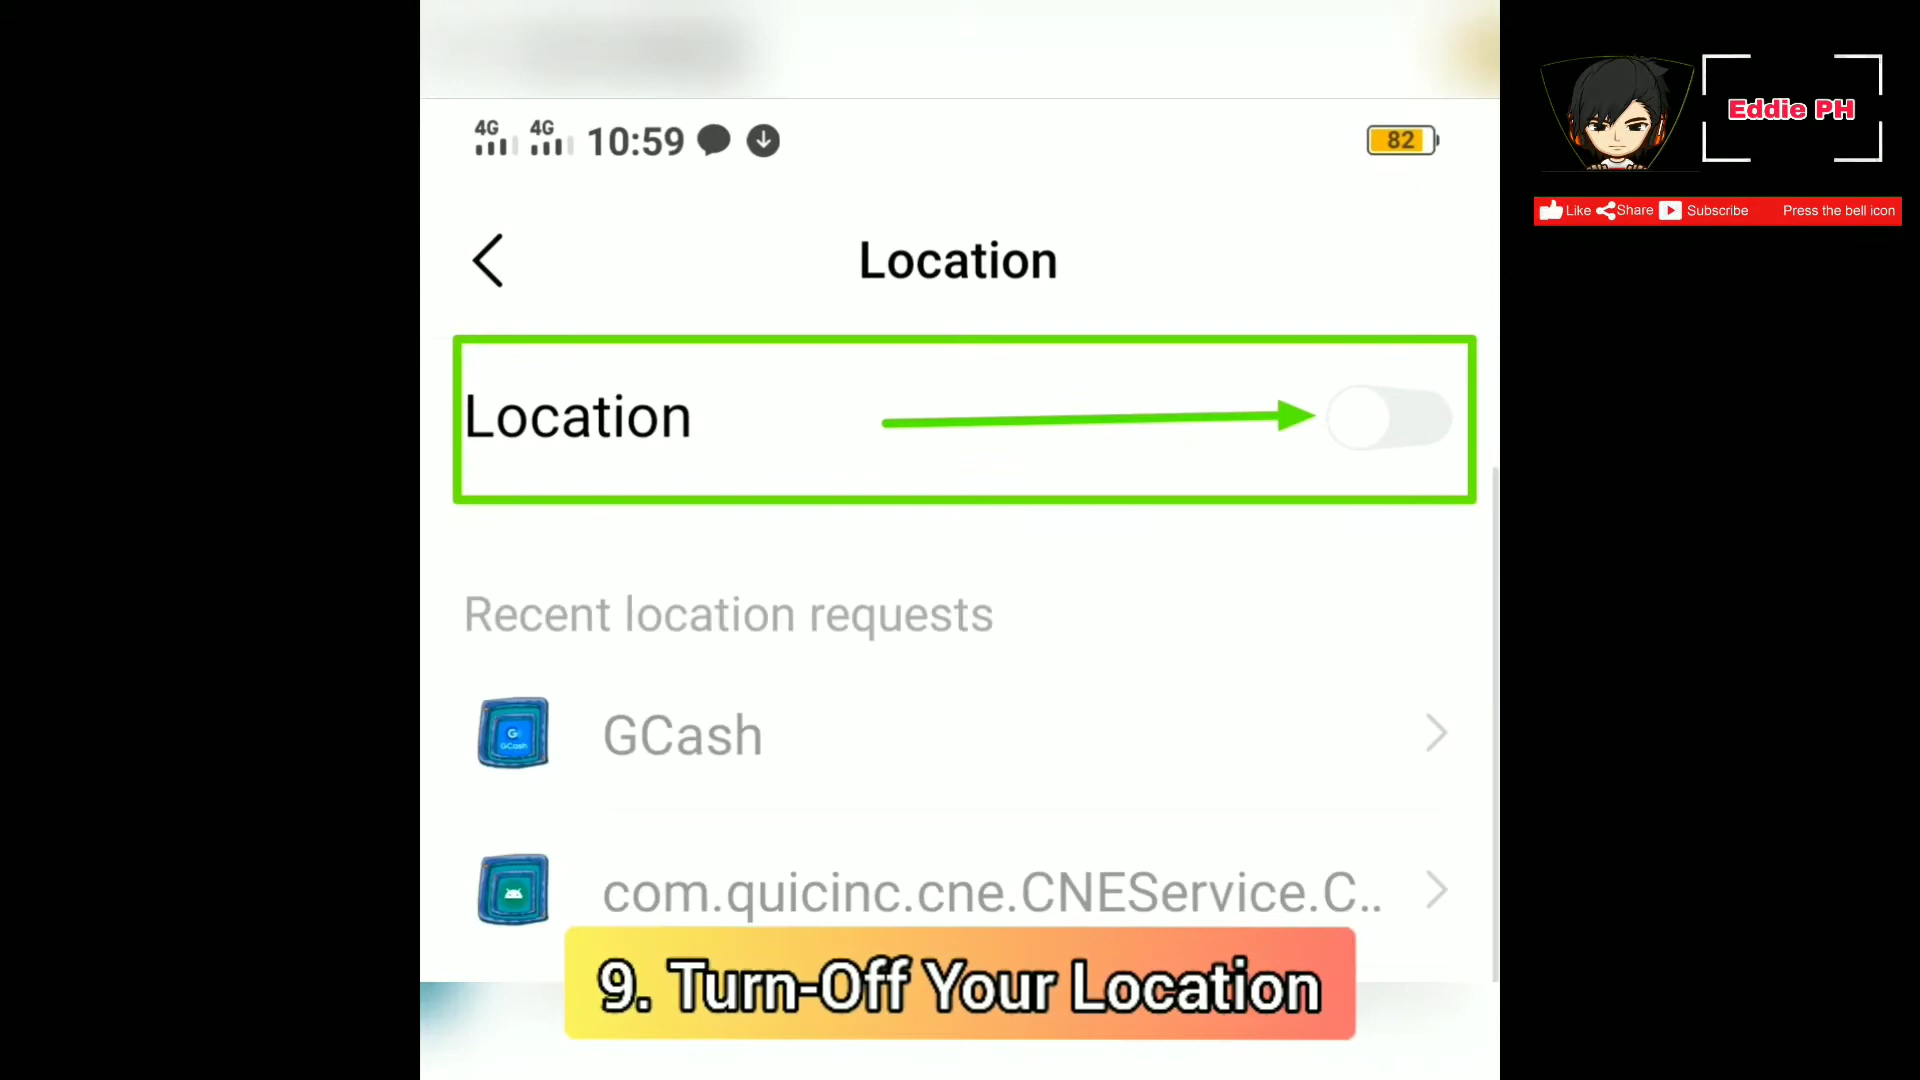 4G 4G 10:59 82
Location
Location
Recent location requests
G
GCash
GCash
com.quicinc.cne.CNEService.C..
9. Turn-Off Your Location
Eddie PH
Like Share Subscribe Press the bell icon